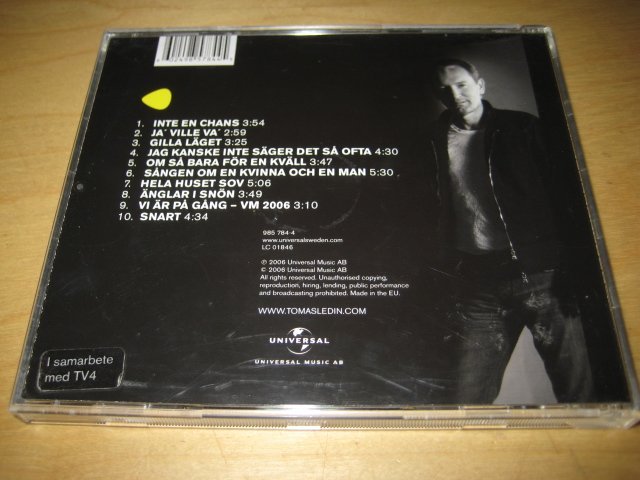 1. INTE EN CHANS 3:54
2. JA´ VILLE VA´ 2:59
3. GILLA LÄGET 3:25
4. JAG KANSKE INTE SÄGER DET SÅ OFTA 4:30
5. OM SÅ BARA FÖR EN KVÄLL 3:47
6. SÅNGEN OM EN KVINNA OCH EN MAN 5:30
7. HELA HUSET SOV 5:06
8. ÄNGLAR I SNÖN 3:49
9. VI ÄR PÅ GÅNG – VM 2006 3:10
10. SNART 4:34
985 784-4
www.universalsweden.com
LC 01846
℗ 2006 Universal Music AB
© 2006 Universal Music AB
All rights reserved. Unauthorised copying,
reproduction, hiring, lending, public performance
and broadcasting prohibited. Made in the EU.
WWW.TOMASLEDIN.COM
UNIVERSAL
UNIVERSAL MUSIC AB
I samarbete
med TV4